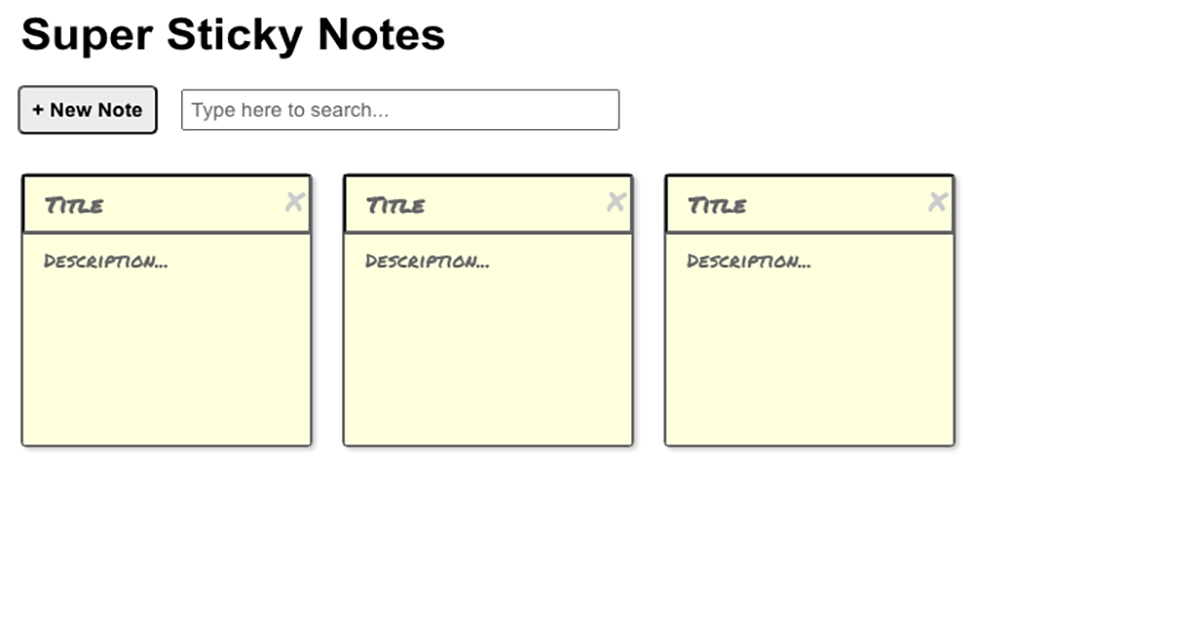 Super Sticky Notes
+ New Note
Type here to search...
Title
Title
Title
Description...
Description...
Description...